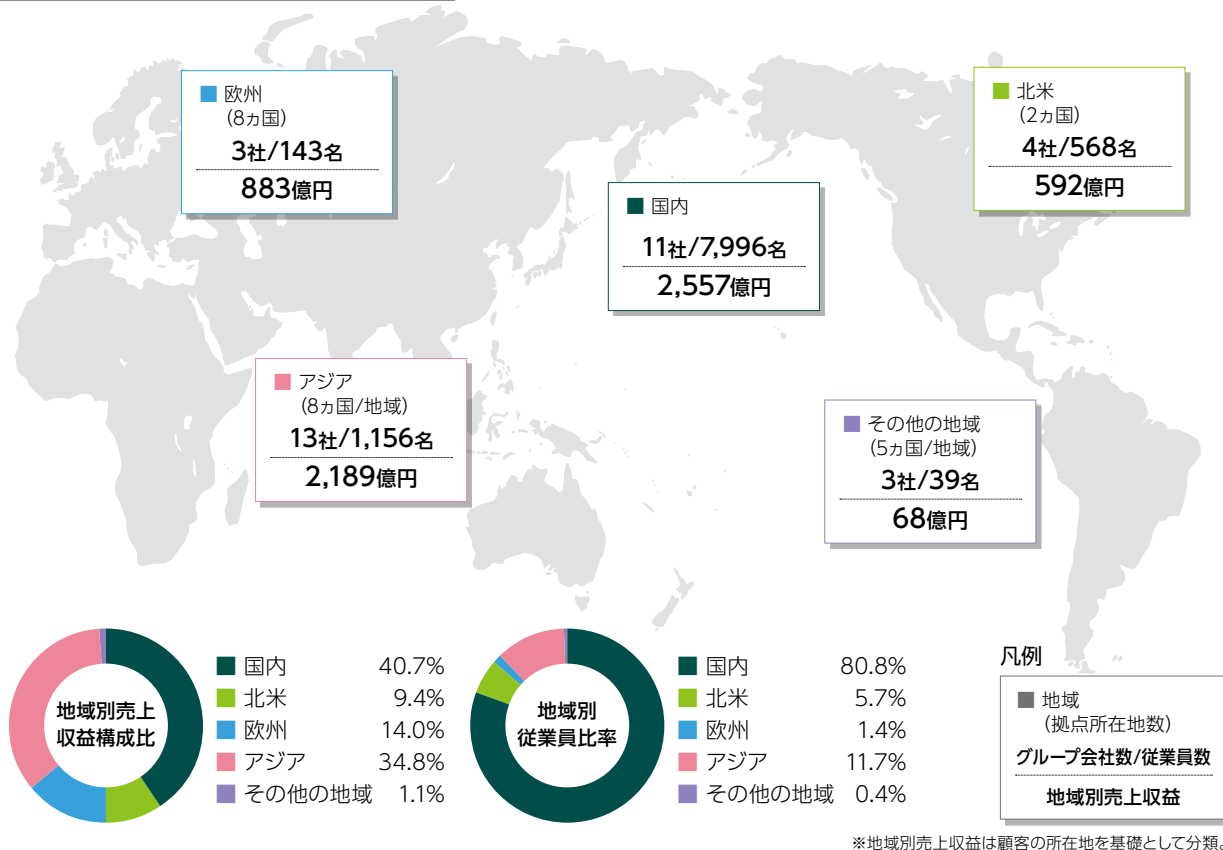 欧州
(8ヵ国)
3社/143名
883億円
北米
(2ヵ国)
4社/568名
592億円
国内
11社/7,996名
2,557億円
アジア
(8ヵ国/地域)
13社/1,156名
2,189億円
その他の地域
(5ヵ国/地域)
3社/39名
68億円
地域別売上
収益構成比
国内 40.7%
北米 9.4%
欧州 14.0%
アジア 34.8%
その他の地域 1.1%
地域別
従業員比率
国内 80.8%
北米 5.7%
欧州 1.4%
アジア 11.7%
その他の地域 0.4%
凡例
地域
(拠点所在地数)
グループ会社数/従業員数
地域別売上収益
※地域別売上収益は顧客の所在地を基礎として分類。